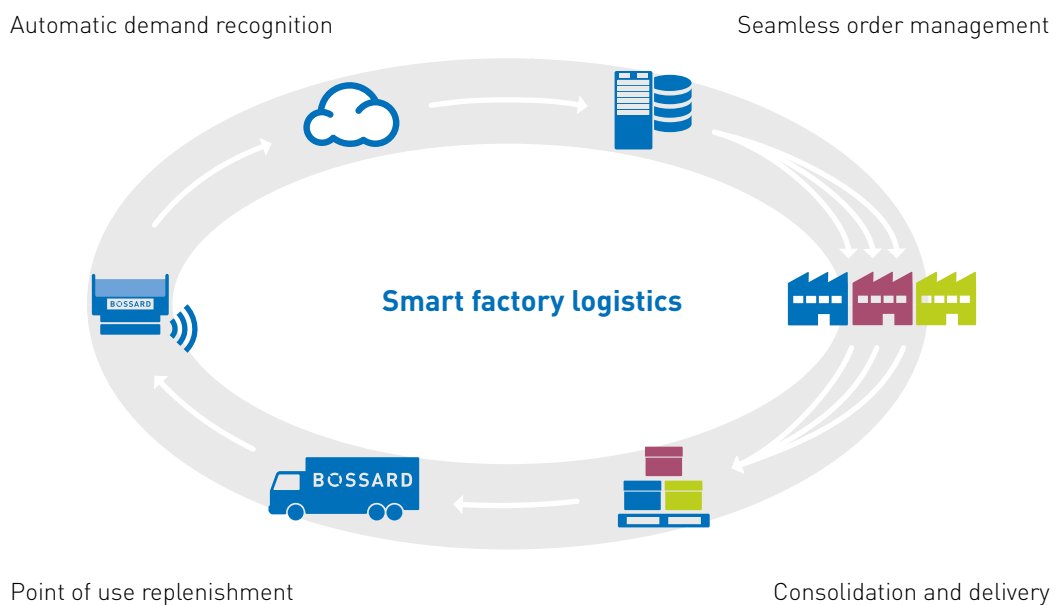 Automatic demand recognition
Seamless order management
BOSSARD
Smart factory logistics
BOSSARD
Point of use replenishment
Consolidation and delivery